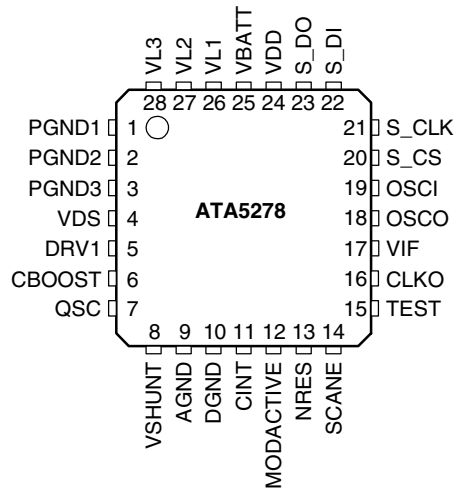 VL3 VL2 VL1 VBATT VDD S_DO S_DI
28 27 26 25 24 23 22
PGND1 1 21 S_CLK
PGND2 2 20 S_CS
PGND3 3 19 OSCI
VDS 4 ATA5278 18 OSCO
DRV1 5 17 VIF
CBOOST 6 16 CLKO
QSC 7 15 TEST
8 9 10 11 12 13 14
VSHUNT AGND DGND CINT MODACTIVE NRES SCANE